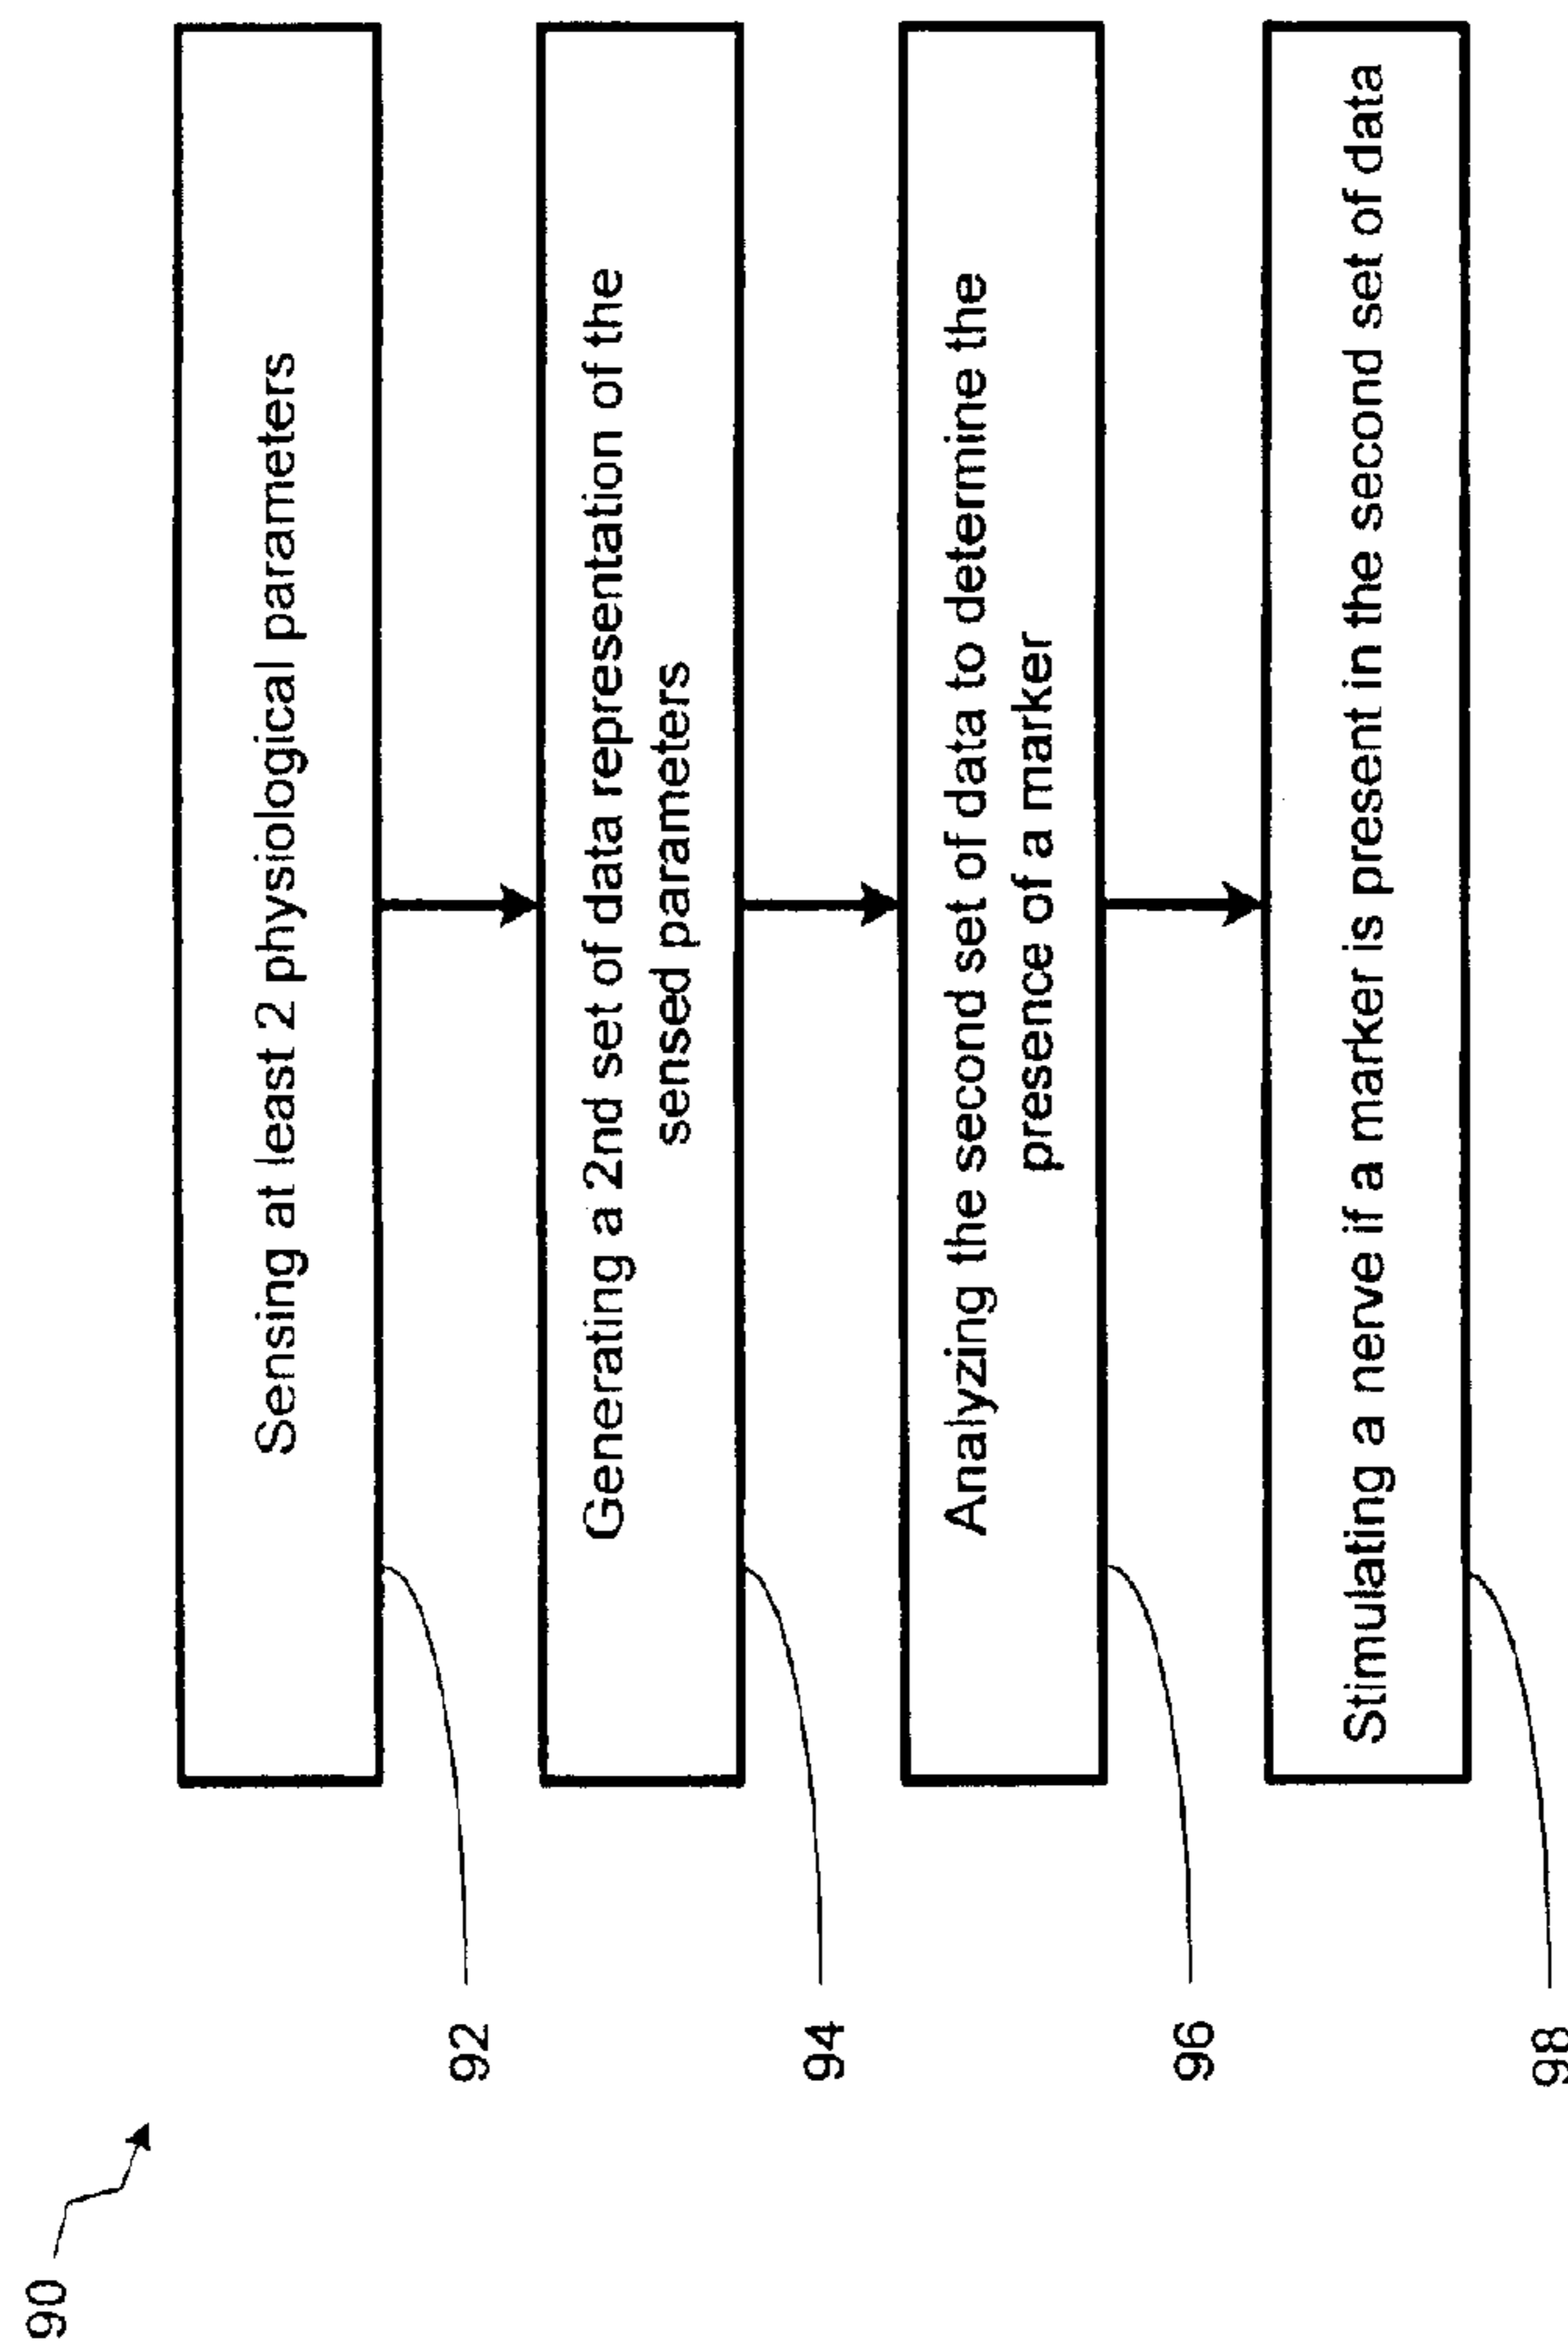 90
92
Sensing at least 2 physiological parameters
94
Generating a 2nd set of data representation of the
sensed parameters
96
Analyzing the second set of data to determine the
presence of a marker
98
Stimulating a nerve if a marker is present in the second set of data